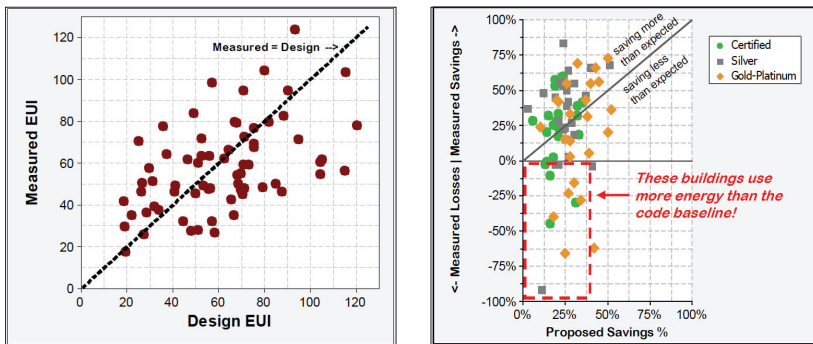 120
100
80
60
40
20
0
Measured EUI
Measured = Design -->
0 20 40 60 80 100 120
Design EUI
100%
75%
50%
25%
0%
-25%
-50%
-75%
-100%
<- Measured Losses | Measured Savings ->
saving more
than expected
saving less
than expected
Certified
Silver
Gold-Platinum
These buildings use
more energy than the
code baseline!
0% 25% 50% 75% 100%
Proposed Savings %